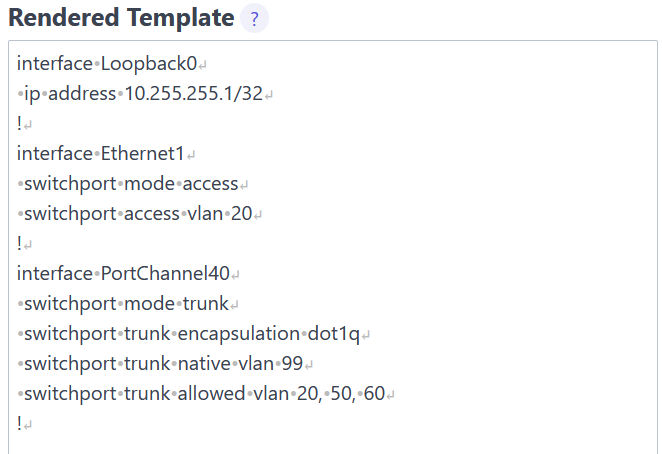 Rendered Template ?
interface•Loopback0↵
•ip•address•10.255.255.1/32↵
!↵
interface•Ethernet1↵
•switchport•mode•access↵
•switchport•access•vlan•20↵
!↵
interface•PortChannel40↵
•switchport•mode•trunk↵
•switchport•trunk•encapsulation•dot1q↵
•switchport•trunk•native•vlan•99↵
•switchport•trunk•allowed•vlan•20,•50,•60↵
!↵